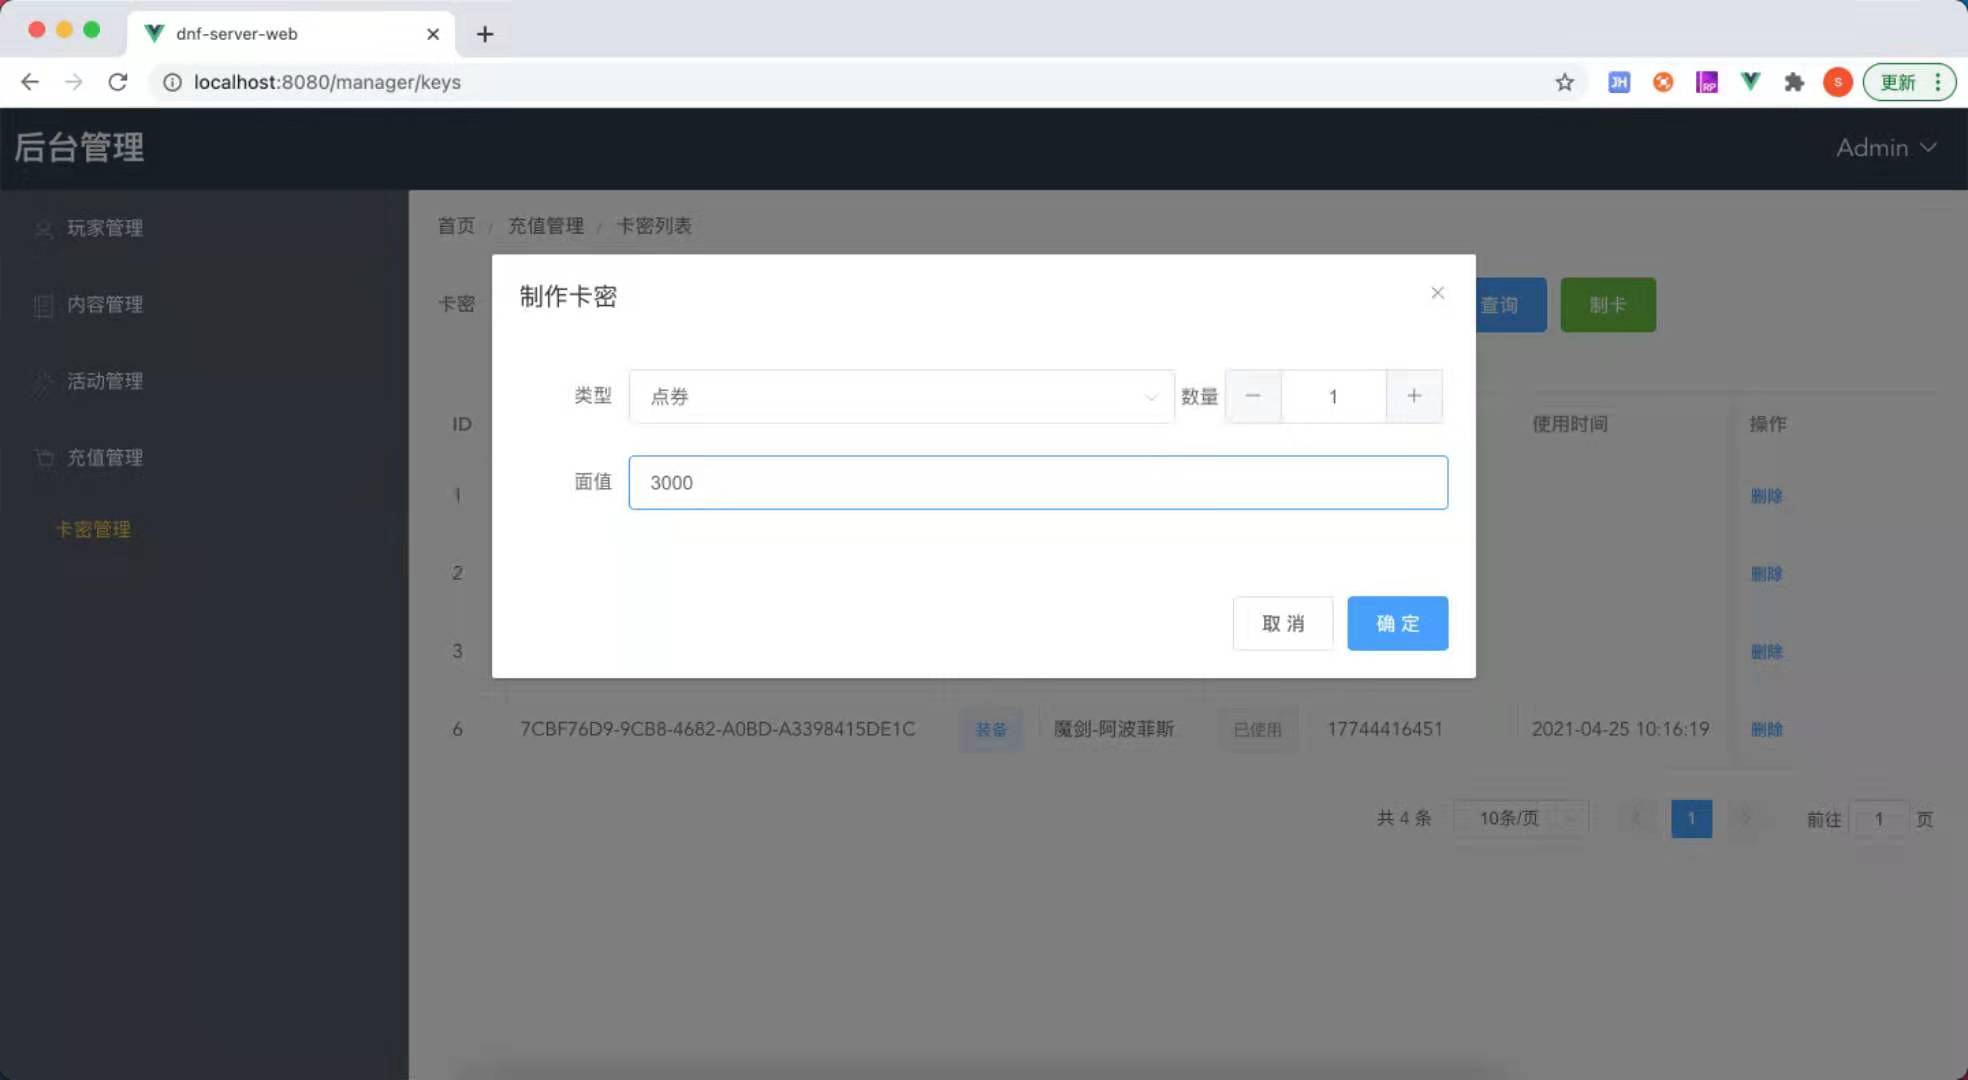 dnf-server-web
localhost:8080/manager/keys
JH
RP
S
更新
后台管理
Admin
玩家管理
内容管理
活动管理
充值管理
卡密管理
首页 / 充值管理 / 卡密列表
卡密
查询
制卡
制作卡密
类型
点券
数量
1
面值
3000
取消
确定
ID
使用时间
操作
1
删除
2
删除
3
删除
6
7CBF76D9-9CB8-4682-A0BD-A3398415DE1C
装备
魔剑-阿波菲斯
已使用
17744416451
2021-04-25 10:16:19
删除
共 4 条
10条/页
1
前往
1
页